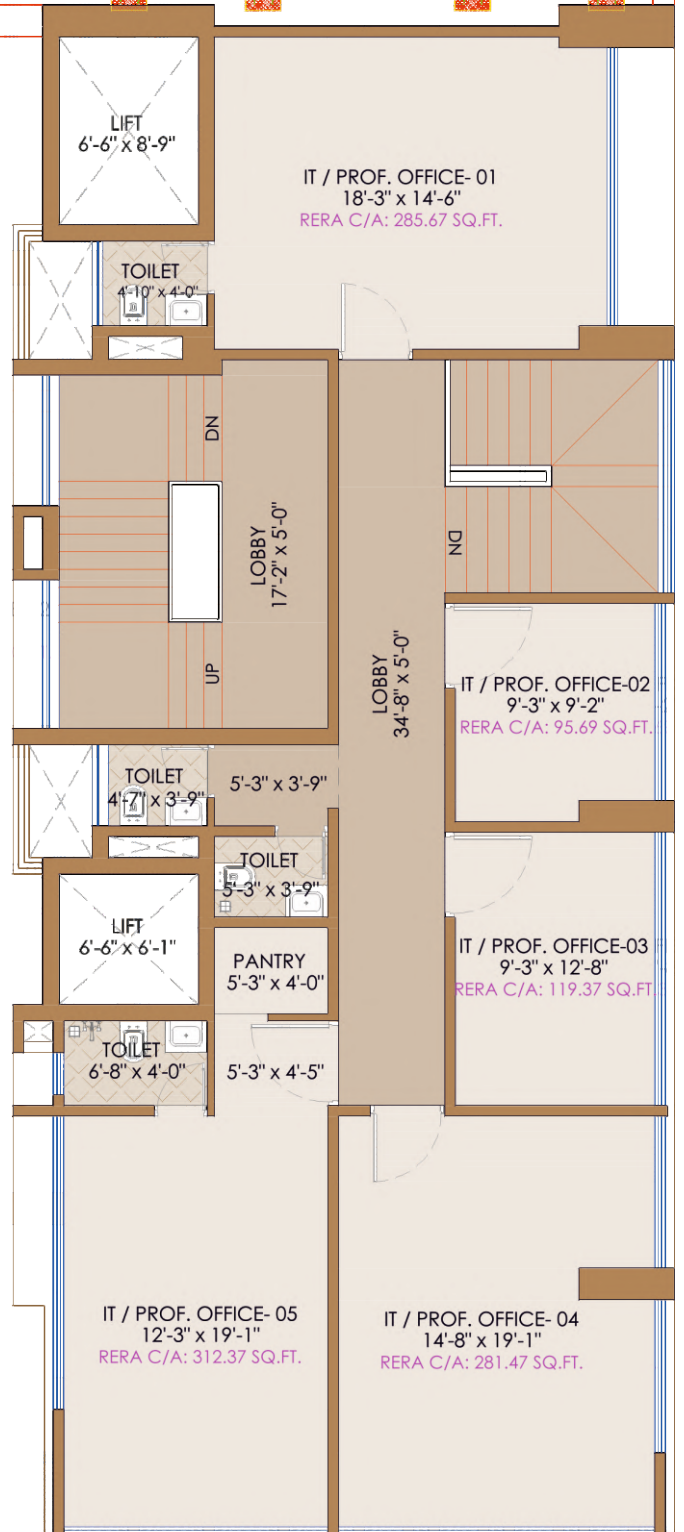 LIFT
6'-6" x 8'-9"
IT / PROF. OFFICE- 01
18'-3" x 14'-6"
RERA C/A: 285.67 SQ.FT.
TOILET
4'-10" x 4'-0"
DN
LOBBY
17'-2" x 5'-0"
UP
DN
LOBBY
34'-8" x 5'-0"
IT / PROF. OFFICE-02
9'-3" x 9'-2"
RERA C/A: 95.69 SQ.FT.
TOILET
4'-7" x 3'-9"
5'-3" x 3'-9"
TOILET
5'-3" x 3'-9"
LIFT
6'-6" x 6'-1"
PANTRY
5'-3" x 4'-0"
IT / PROF. OFFICE-03
9'-3" x 12'-8"
RERA C/A: 119.37 SQ.FT.
TOILET
6'-8" x 4'-0"
5'-3" x 4'-5"
IT / PROF. OFFICE- 05
12'-3" x 19'-1"
RERA C/A: 312.37 SQ.FT.
IT / PROF. OFFICE- 04
14'-8" x 19'-1"
RERA C/A: 281.47 SQ.FT.